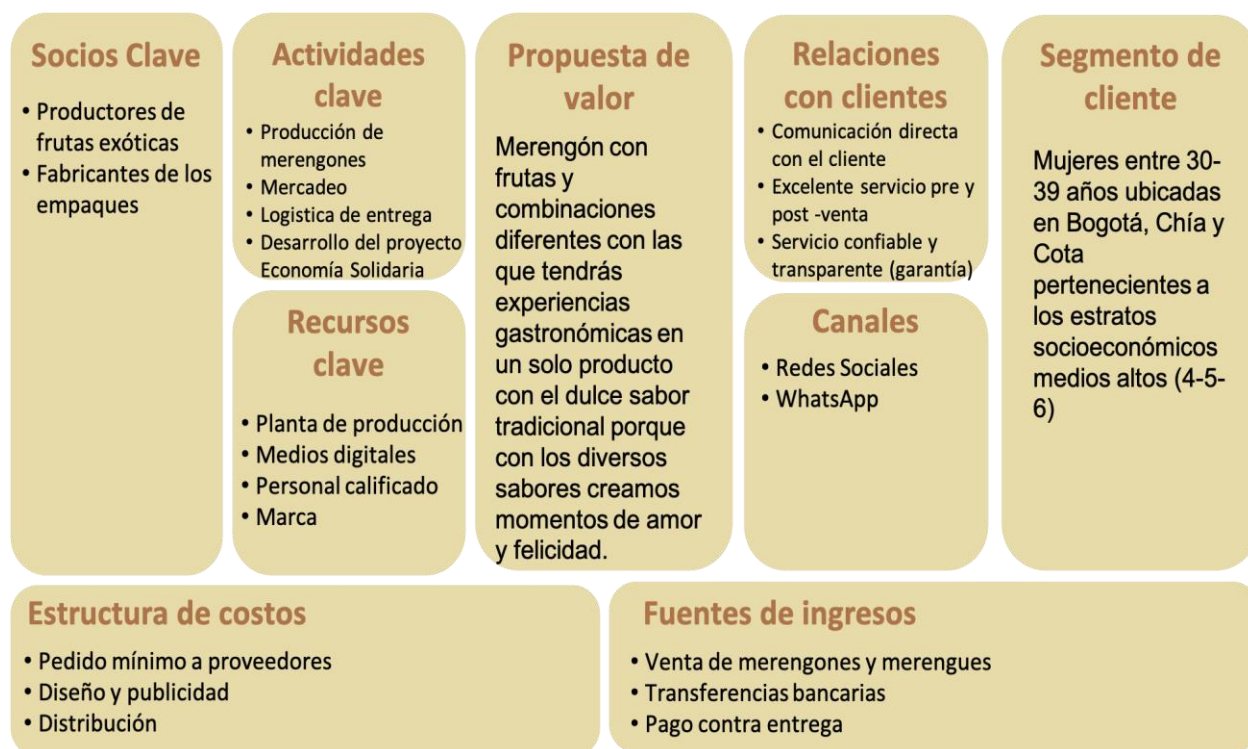 Socios Clave
• Productores de
frutas exóticas
• Fabricantes de los
empaques
Actividades
clave
• Producción de
merengones
• Mercadeo
• Logistica de entrega
• Desarrollo del proyecto
Economía Solidaria
Recursos
clave
• Planta de producción
• Medios digitales
• Personal calificado
• Marca
Propuesta de
valor
Merengón con
frutas y
combinaciones
diferentes con las
que tendrás
experiencias
gastronómicas en
un solo producto
con el dulce sabor
tradicional porque
con los diversos
sabores creamos
momentos de amor
y felicidad.
Relaciones
con clientes
• Comunicación directa
con el cliente
• Excelente servicio pre y
post -venta
• Servicio confiable y
transparente (garantía)
Canales
• Redes Sociales
• WhatsApp
Segmento de
cliente
Mujeres entre 30-
39 años ubicadas
en Bogotá, Chía y
Cota
pertenecientes a
los estratos
socioeconómicos
medios altos (4-5-
6)
Estructura de costos
• Pedido mínimo a proveedores
• Diseño y publicidad
• Distribución
Fuentes de ingresos
• Venta de merengones y merengues
• Transferencias bancarias
• Pago contra entrega